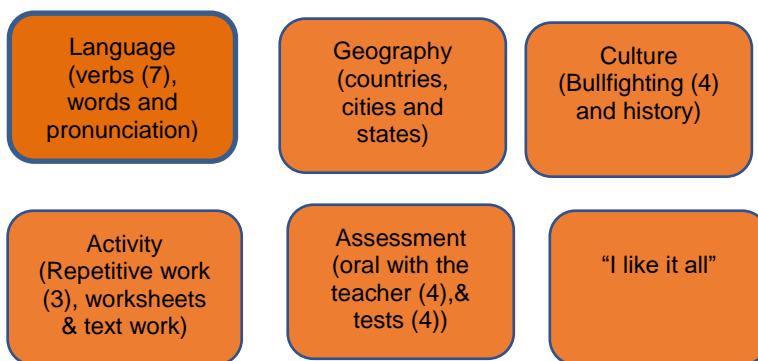 Language
(verbs (7),
words and
pronunciation)
Geography
(countries,
cities and
states)
Culture
(Bullfighting (4)
and history)
Activity
(Repetitive work
(3), worksheets
& text work)
Assessment
(oral with the
teacher (4),&
tests (4))
“I like it all”